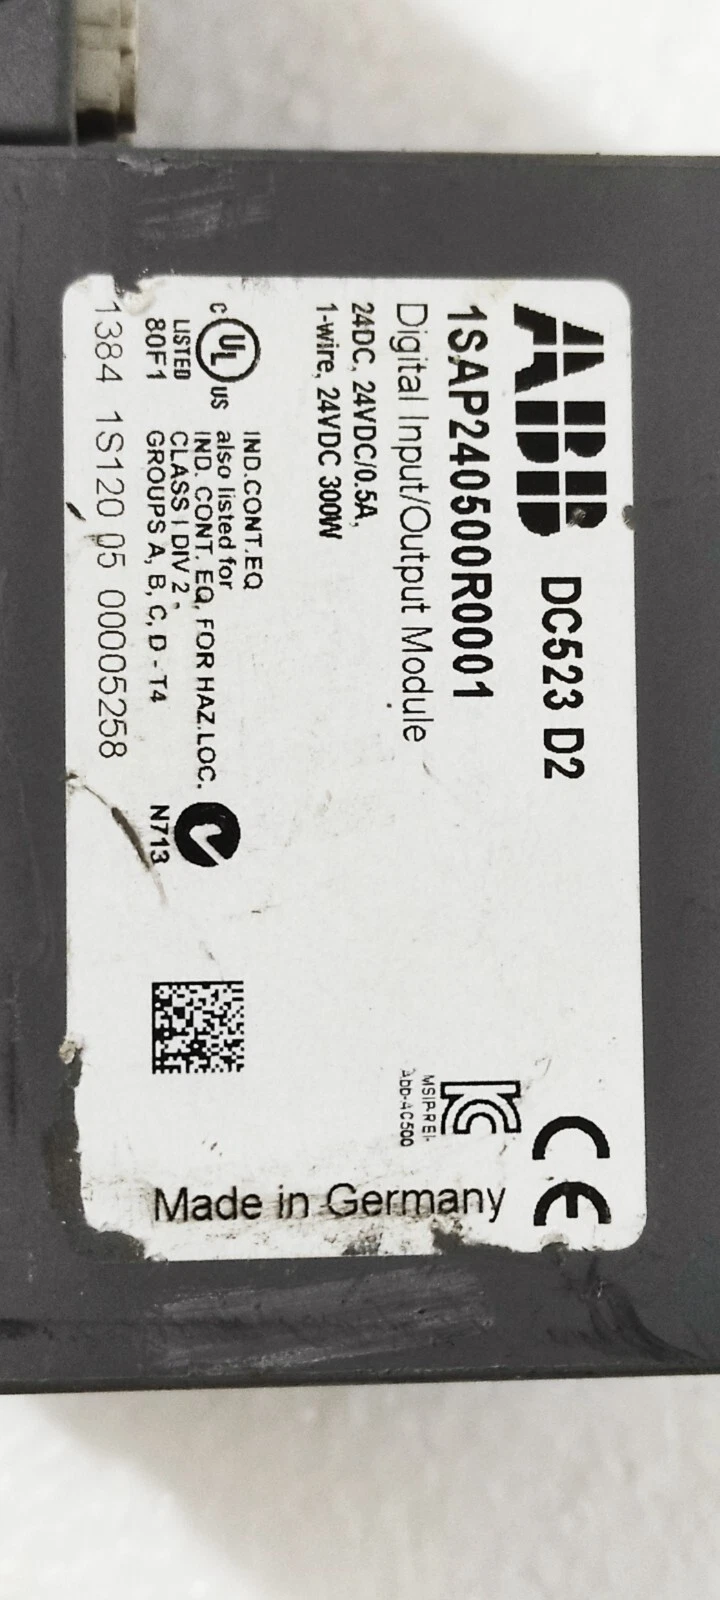 ABB DC523 D2
1SAP240500R0001
Digital Input/Output Module
24DC, 24VDC/0.5A,
1-wire, 24VDC 300W
C UL US
LISTED
80F1
IND.CONT.EQ
also listed for
IND. CONT. EQ. FOR HAZ.LOC.
CLASS I DIV 2,
GROUPS A, B, C, D - T4
N713
1384 1S120 05 00005258
CE
MSIP-REI-
Abb-AC500
Made in Germany